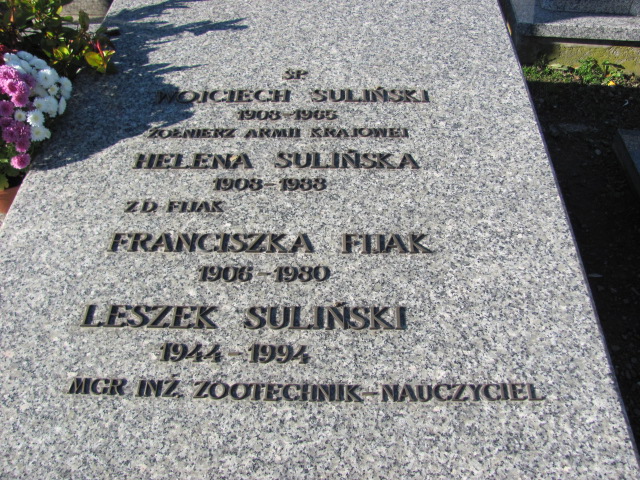 ŚP
WOJCIECH SULIŃSKI
1908-1965
ŻOŁNIERZ ARMII KRAJOWEJ
HELENA SULIŃSKA
1908-1988
Z.D. FIJAK
FRANCISZKA FIJAK
1906-1980
LESZEK SULIŃSKI
1944-1994
MGR INŻ. ZOOTECHNIK-NAUCZYCIEL